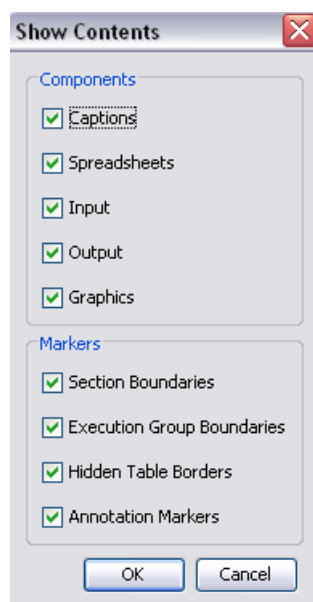 Show Contents
Components
Captions
Spreadsheets
Input
Output
Graphics
Markers
Section Boundaries
Execution Group Boundaries
Hidden Table Borders
Annotation Markers
OK Cancel